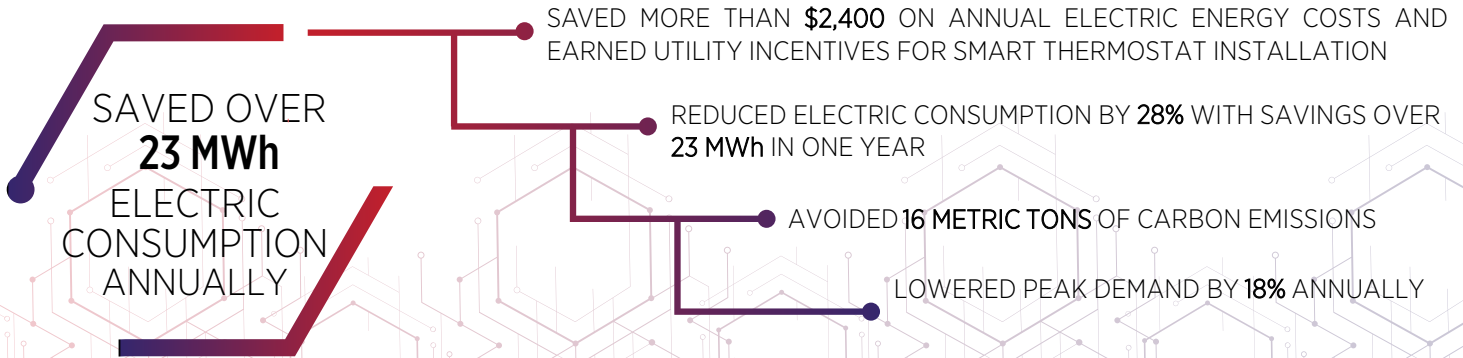 SAVED OVER
23 MWh
ELECTRIC
CONSUMPTION
ANNUALLY
SAVED MORE THAN $2,400 ON ANNUAL ELECTRIC ENERGY COSTS AND
EARNED UTILITY INCENTIVES FOR SMART THERMOSTAT INSTALLATION
REDUCED ELECTRIC CONSUMPTION BY 28% WITH SAVINGS OVER
23 MWh IN ONE YEAR
AVOIDED 16 METRIC TONS OF CARBON EMISSIONS
LOWERED PEAK DEMAND BY 18% ANNUALLY